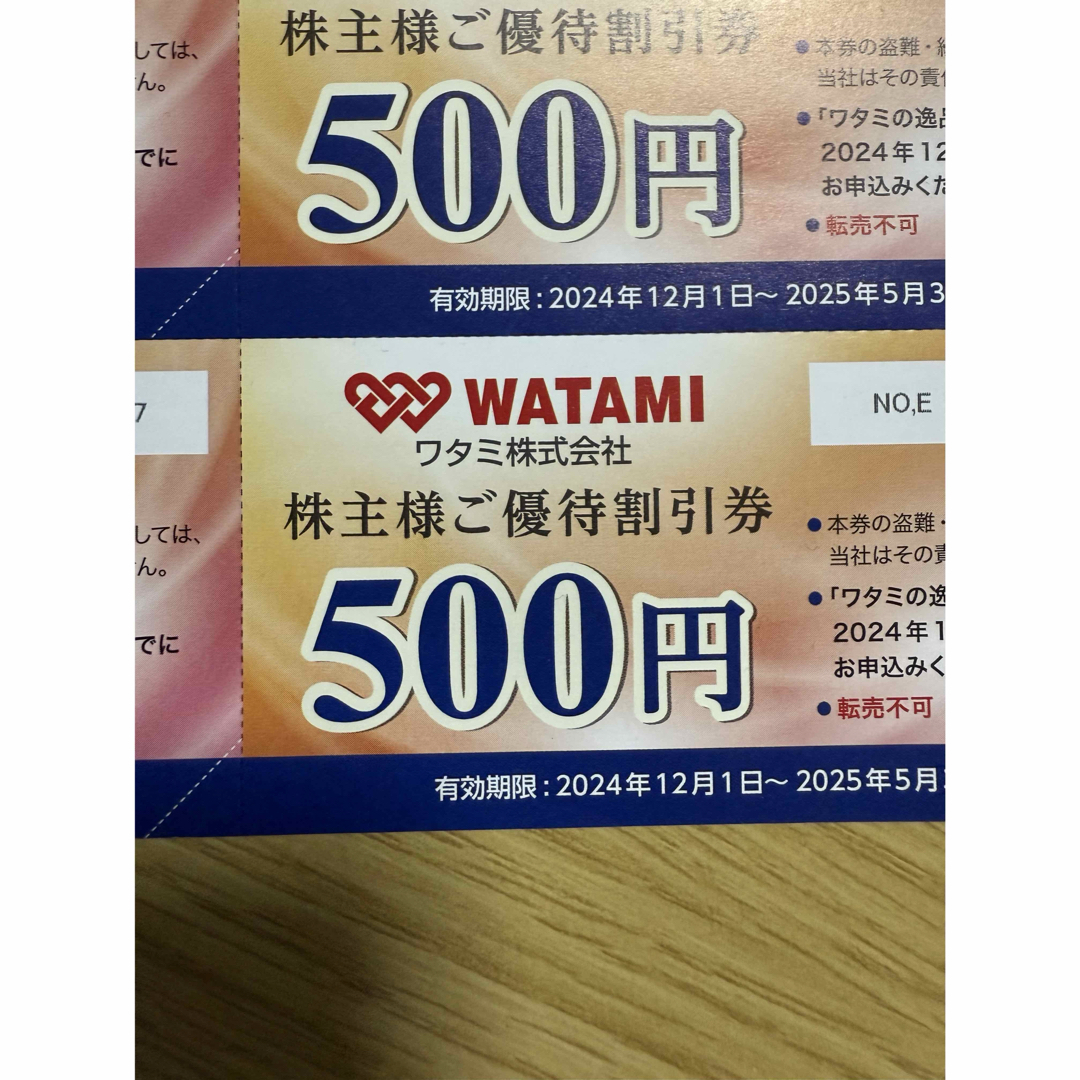 株主様ご優待割引券
500円
しては、
ん。
でに
本券の盗難・
当社はその責
「ワタミの逸品
2024年12
お申込みくだ
転売不可
有効期限:2024年12月1日～2025年5月3
7
WATAMI
ワタミ株式会社
NO,E
株主様ご優待割引券
500円
しては、
ん。
でに
本券の盗難・
当社はその責
「ワタミの逸
2024年1
お申込みく
転売不可
有効期限:2024年12月1日～2025年5月